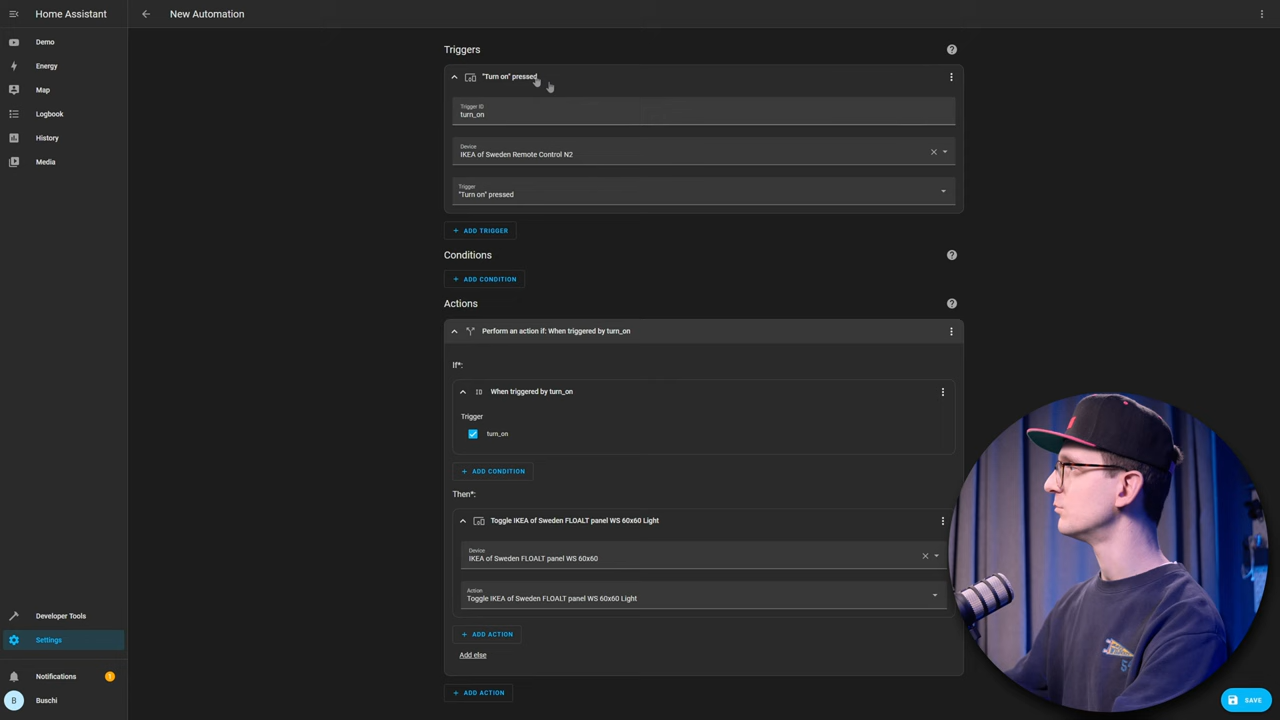 Home Assistant
New Automation
Demo
Energy
Map
Logbook
History
Media
Developer Tools
Settings
Notifications
1
B
Buschi
Triggers
"Turn on" pressed
Trigger ID
turn_on
Device
IKEA of Sweden Remote Control N2
Trigger
"Turn on" pressed
+ ADD TRIGGER
Conditions
+ ADD CONDITION
Actions
Perform an action if: When triggered by turn_on
If*:
ID
When triggered by turn_on
Trigger
turn_on
+ ADD CONDITION
Then*:
Toggle IKEA of Sweden FLOALT panel WS 60x60 Light
Device
IKEA of Sweden FLOALT panel WS 60x60
Action
Toggle IKEA of Sweden FLOALT panel WS 60x60 Light
+ ADD ACTION
Add else
+ ADD ACTION
SAVE